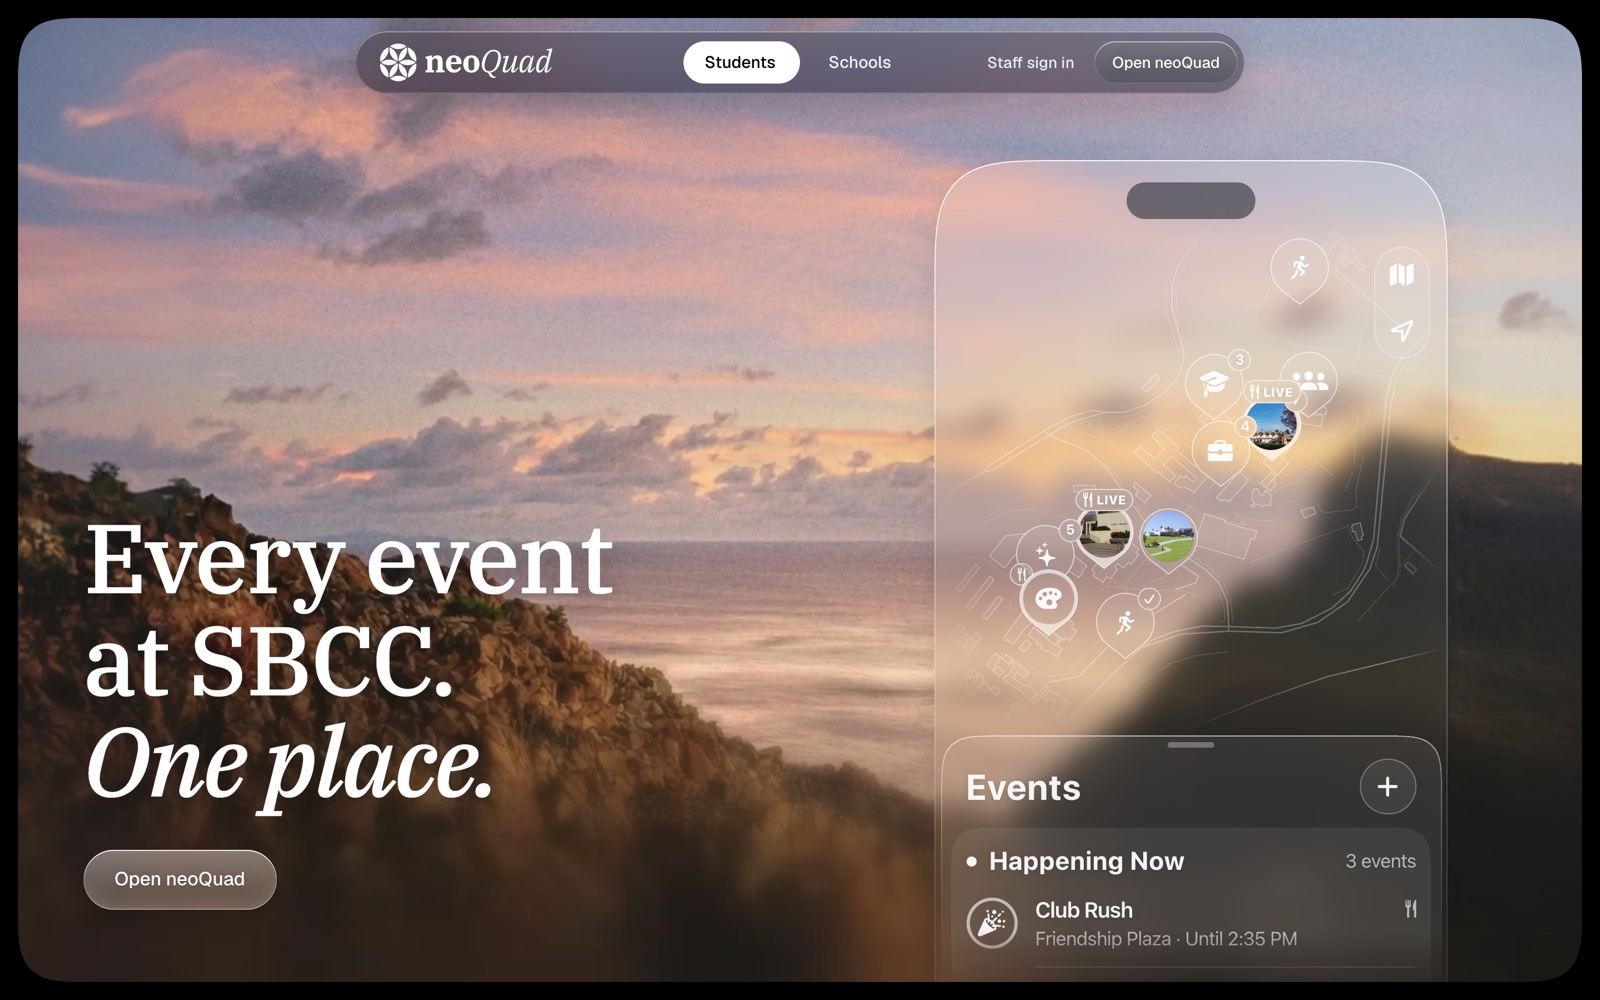 neoQuad
Students
Schools
Staff sign in
Open neoQuad
Every event
at SBCC.
One place.
Open neoQuad
3
LIVE
4
LIVE
5
Events
Happening Now
3 events
Club Rush
Friendship Plaza · Until 2:35 PM